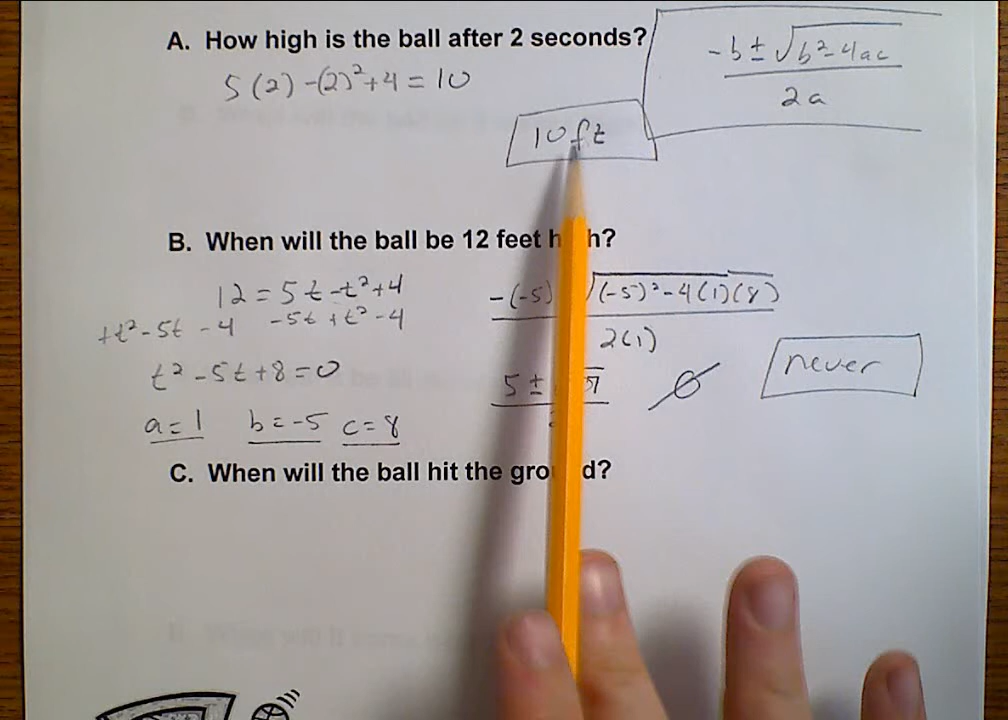 A. How high is the ball after 2 seconds?
5(2)-(2)²+4=10
-b±√b²-4ac
2a
10ft
B. When will the ball be 12 feet h h?
12=5t-t²+4
+t²-5t-4 -5t+t²-4
t²-5t+8=0
a=1 b=-5 c=8
-(-5) √(-5)²-4(1)(8)
2(1)
5±
∅
never
C. When will the ball hit the gro d?